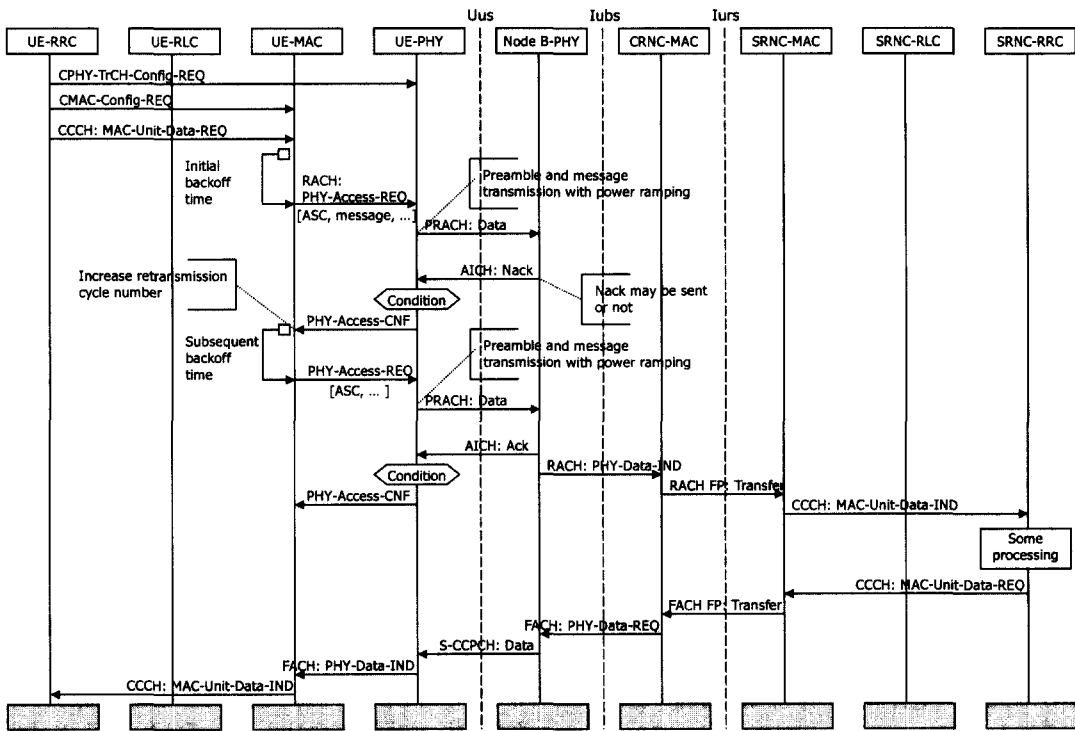 Uus Iubs Iurs
UE-RRC UE-RLC UE-MAC UE-PHY Node B-PHY CRNC-MAC SRNC-MAC SRNC-RLC SRNC-RRC
CPHY-TrCH-Config-REQ
CMAC-Config-REQ
CCCH: MAC-Unit-Data-REQ
Initial
backoff
time
RACH:
PHY-Access-REQ
[ASC, message, ...]
Preamble and message
transmission with power ramping
PRACH: Data
AICH: Nack
Increase retransmission
cycle number
Condition
Nack may be sent
or not
PHY-Access-CNF
Subsequent
backoff
time
Preamble and message
transmission with power ramping
PHY-Access-REQ
[ASC, ... ]
PRACH: Data
AICH: Ack
RACH: PHY-Data-IND
Condition
RACH FP: Transfer
PHY-Access-CNF
CCCH: MAC-Unit-Data-IND
Some
processing
CCCH: MAC-Unit-Data-REQ
FACH FP: Transfer
FACH: PHY-Data-REQ
S-CCPCH: Data
FACH: PHY-Data-IND
CCCH: MAC-Unit-Data-IND